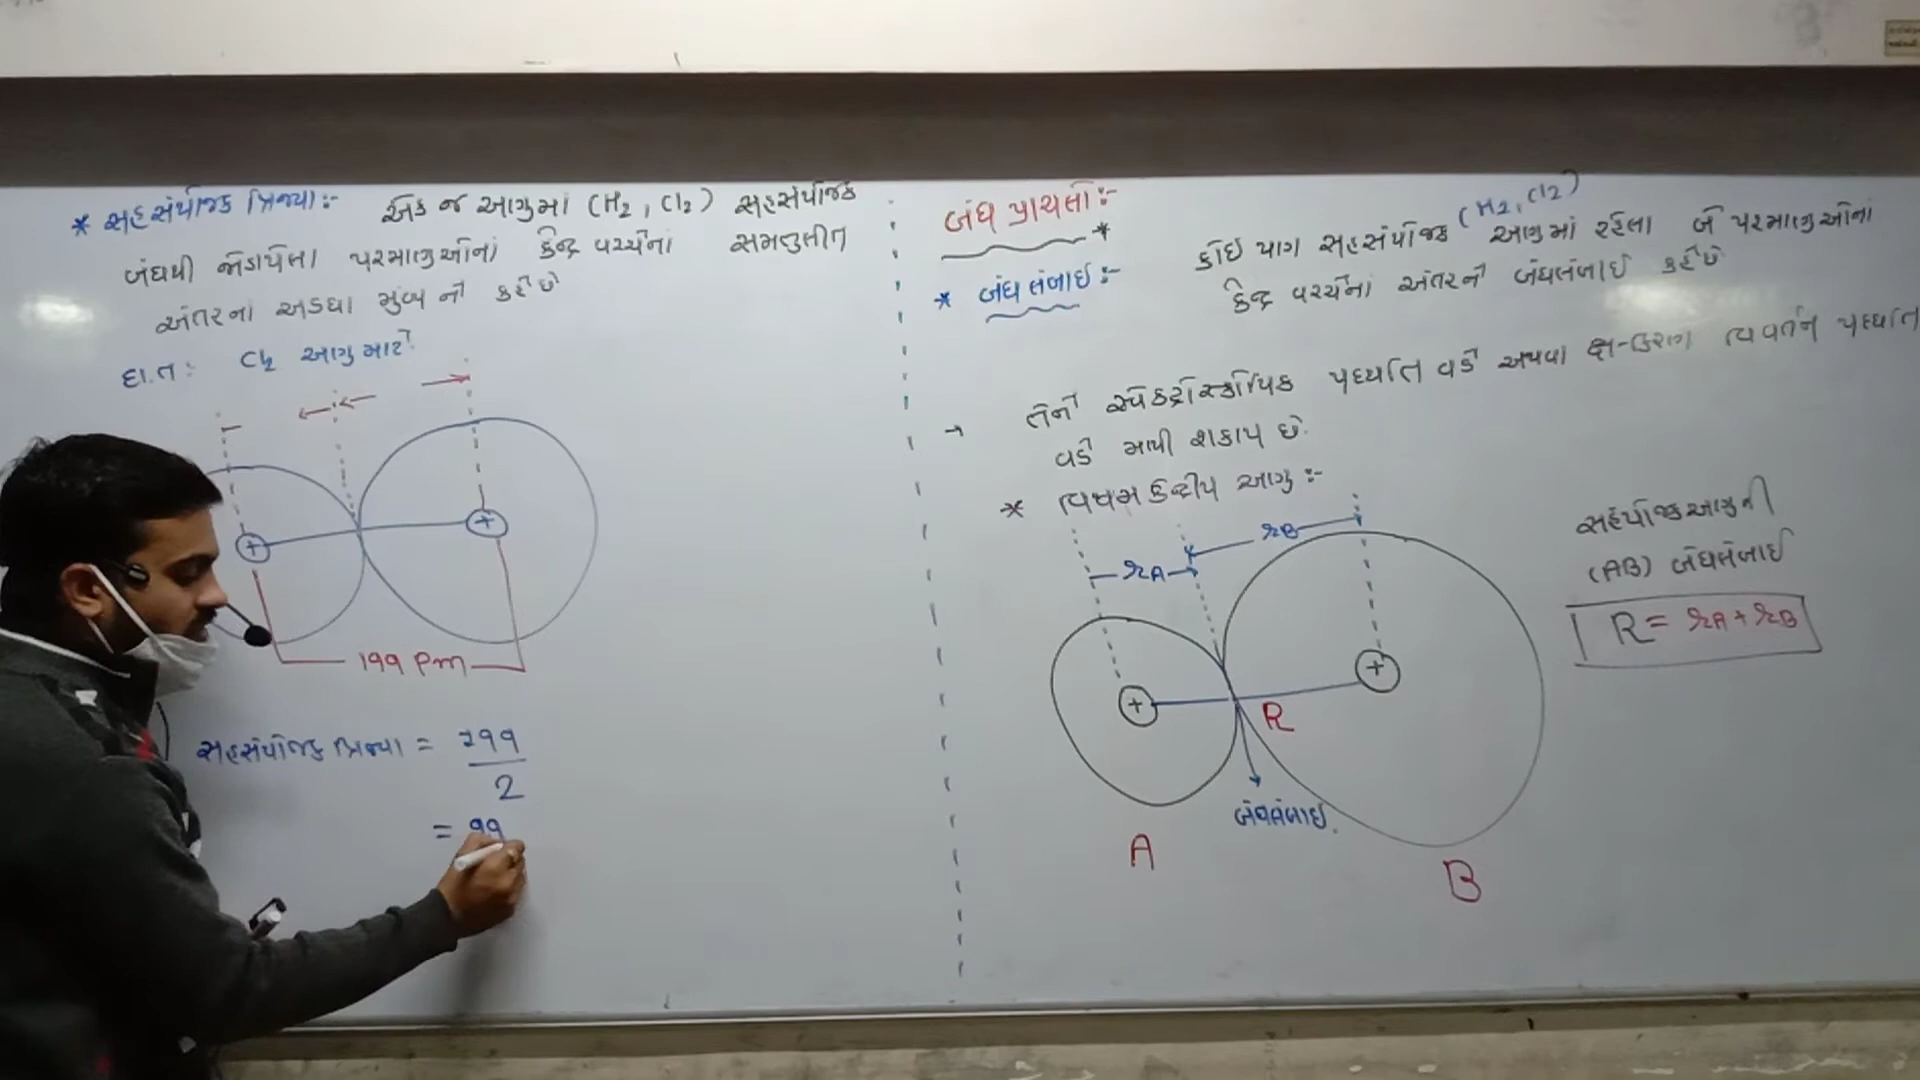 * સહસંયોજક ત્રિજ્યા:- એક જ અણુમાં (H2, Cl2) સહસંયોજક
બંધથી જોડાયેલા પરમાણુઓનાં કેન્દ્ર વચ્ચેનાં સમતુલીત
અંતરનાં અડધા મુલ્ય ને કહે છે
દા.ત: Cl2 અણુ માટે
+ +
199 Pm
સહસંયોજક ત્રિજ્યા = 199
2
= 99
બંધ પ્રાચલો:-
* બંધ લંબાઈ:- કોઈ પણ સહસંયોજક (H2, Cl2) અણુમાં રહેલા બે પરમાણુઓનાં
કેન્દ્ર વચ્ચેનાં અંતરને બંધલંબાઈ કહે છે
→ તેને સ્પેક્ટ્રોસ્કોપિક પધ્ધતિ વડે અથવા ક્ષ-કિરણ વિવર્તન પધ્ધતિ
વડે માપી શકાય છે.
* વિષમકેન્દ્રીય અણુ:-
rA rB
+ +
R
બંધલંબાઈ.
A B
સહસંયોજક અણુની
(AB) બંધલંબાઈ
R = rA + rB